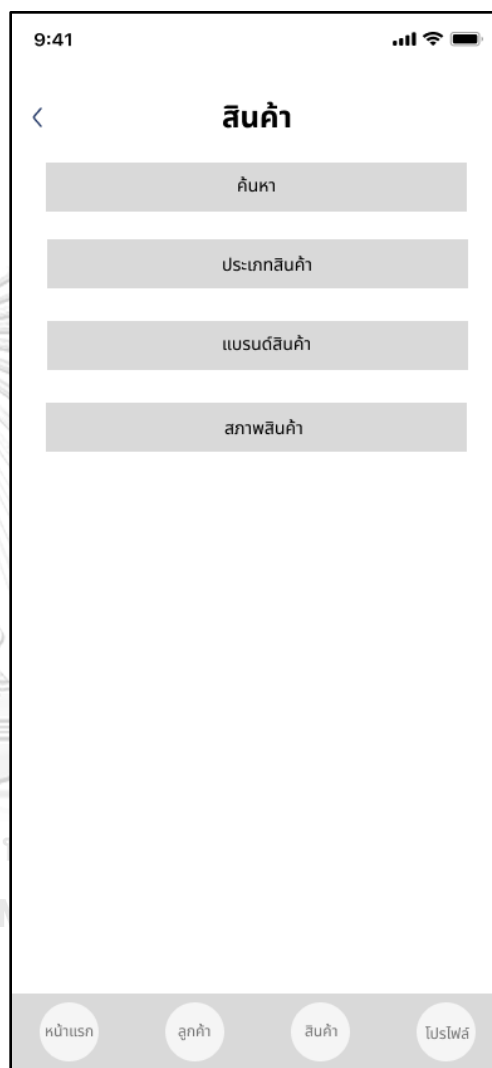 9:41
สินค้า
ค้นหา
ประเภทสินค้า
แบรนด์สินค้า
สภาพสินค้า
หน้าแรก ลูกค้า สินค้า โปรไฟล์